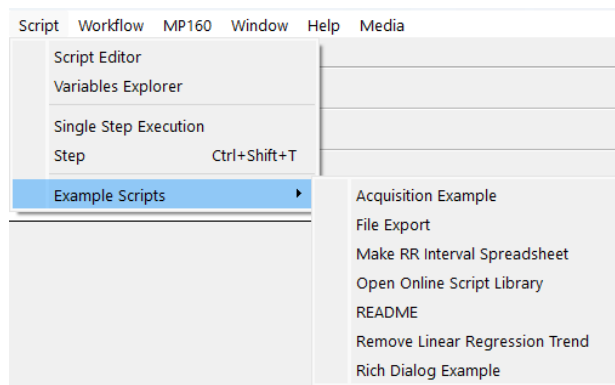 Script Workflow MP160 Window Help Media
Script Editor
Variables Explorer
Single Step Execution
Step Ctrl+Shift+T
Example Scripts
Acquisition Example
File Export
Make RR Interval Spreadsheet
Open Online Script Library
README
Remove Linear Regression Trend
Rich Dialog Example